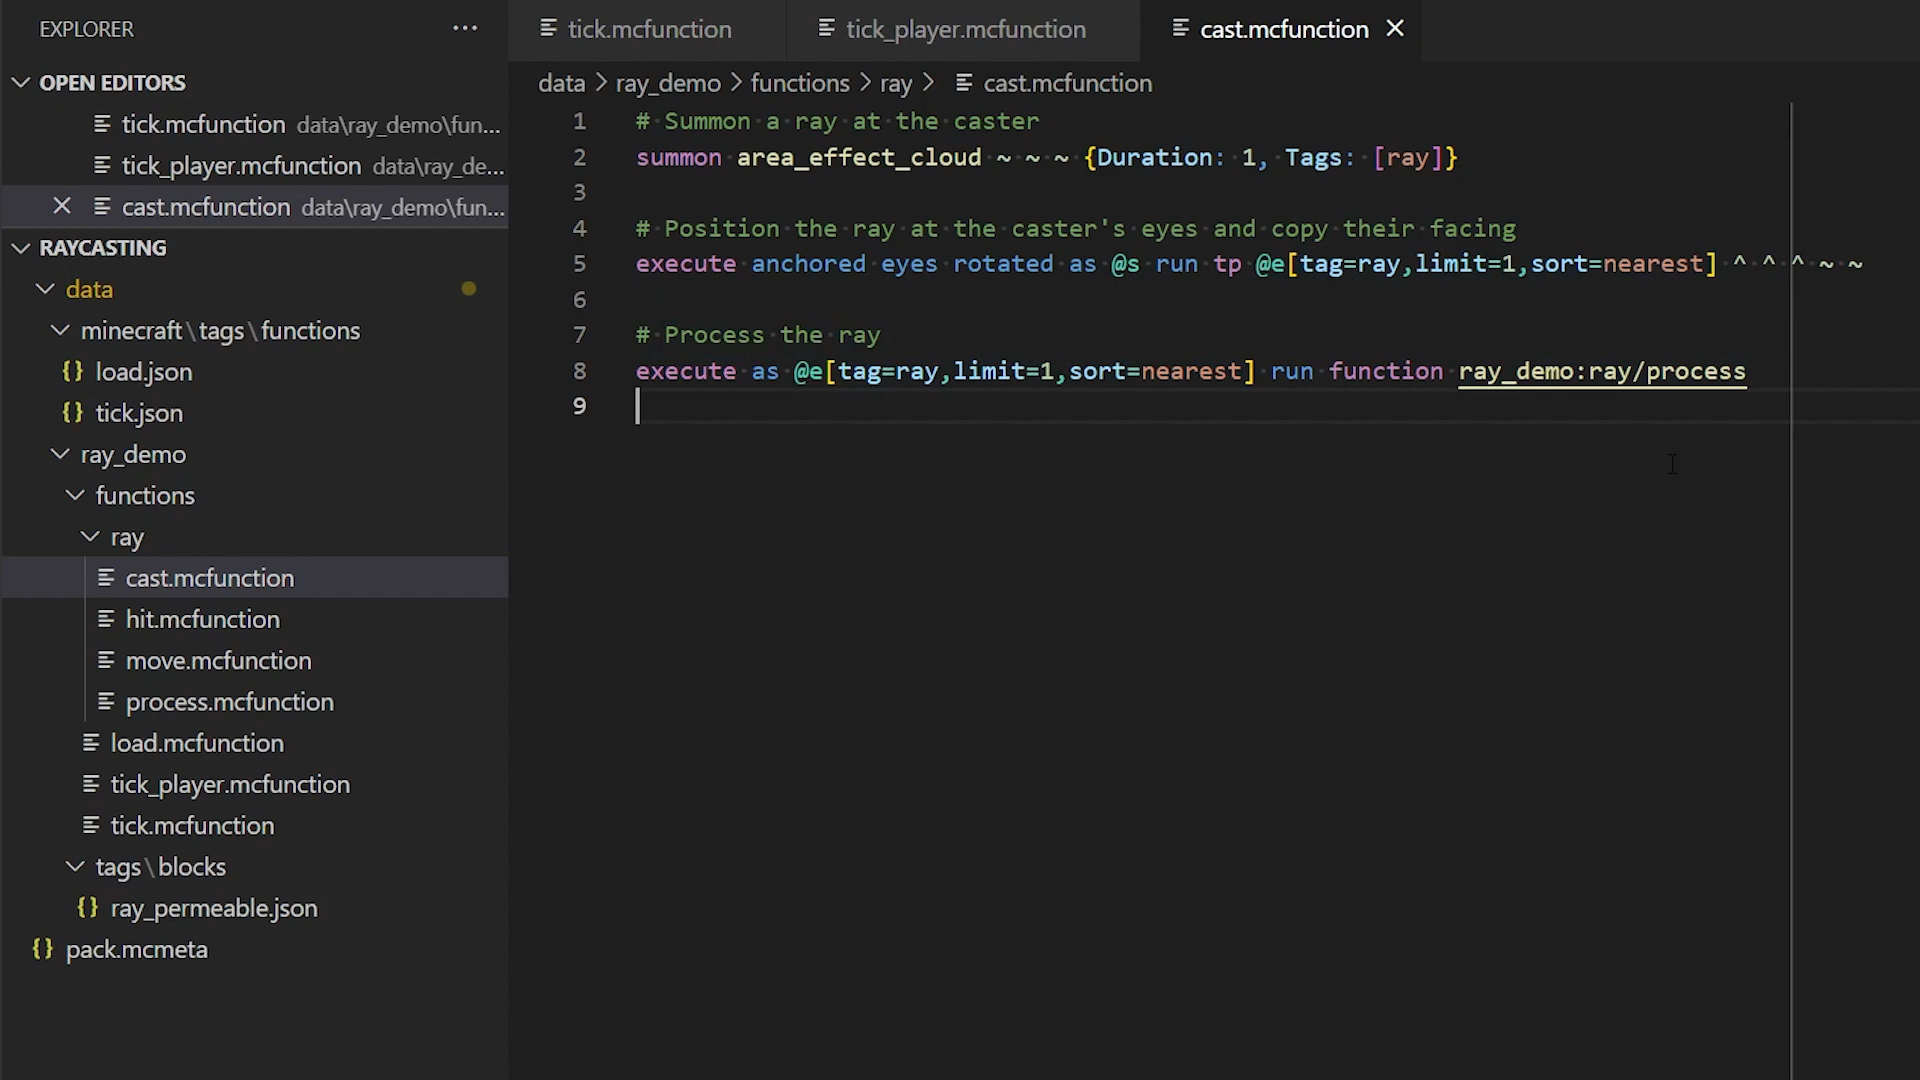 EXPLORER ...
OPEN EDITORS
tick.mcfunction data\ray_demo\fun...
tick_player.mcfunction data\ray_de...
cast.mcfunction data\ray_demo\fun...
RAYCASTING
data
minecraft\tags\functions
{} load.json
{} tick.json
ray_demo
functions
ray
cast.mcfunction
hit.mcfunction
move.mcfunction
process.mcfunction
load.mcfunction
tick_player.mcfunction
tick.mcfunction
tags\blocks
{} ray_permeable.json
{} pack.mcmeta
tick.mcfunction tick_player.mcfunction cast.mcfunction
data > ray_demo > functions > ray > cast.mcfunction
1 # Summon a ray at the caster
2 summon area_effect_cloud ~ ~ ~ {Duration: 1, Tags: [ray]}
3
4 # Position the ray at the caster's eyes and copy their facing
5 execute anchored eyes rotated as @s run tp @e[tag=ray,limit=1,sort=nearest] ^ ^ ^ ~ ~
6
7 # Process the ray
8 execute as @e[tag=ray,limit=1,sort=nearest] run function ray_demo:ray/process
9